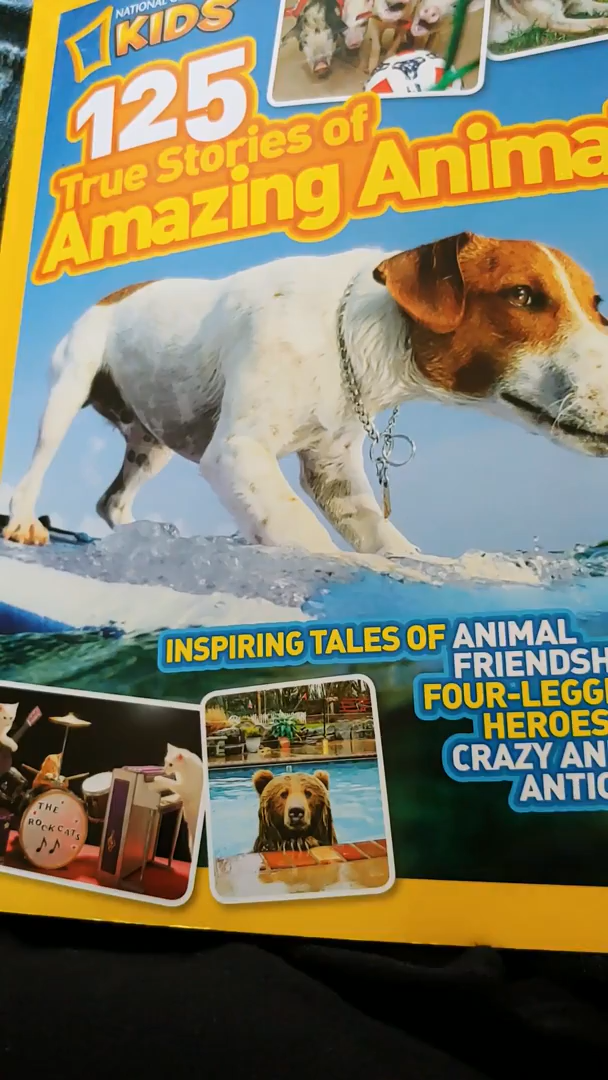 NATIONAL
KIDS
125
True Stories of
Amazing Anima
INSPIRING TALES OF ANIMAL
FRIENDSH
FOUR-LEGG
HEROES
CRAZY AN
ANTIC
THE
ROCKCATS